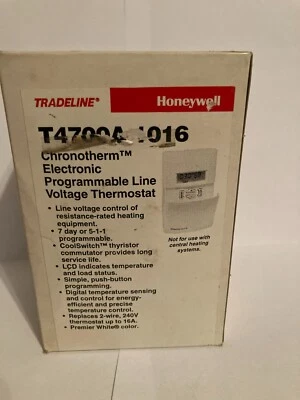 TRADELINE®
Honeywell
1016
Chronotherm™
Electronic
Programmable Line
Voltage Thermostat
• Line voltage control of
resistance-rated heating
equipment.
• 7 day or 5-1-1
programmable.
• CoolSwitch™ thyristor
commutator provides long
service life.
• LCD indicates temperature
and load status.
• Simple, push-button
programming.
• Digital temperature sensing
and control for energy-
efficient and precise
temperature control.
• Replaces 2-wire, 240V
thermostat up to 16A.
• Premier White® color.
Not for use with
central heating
systems.